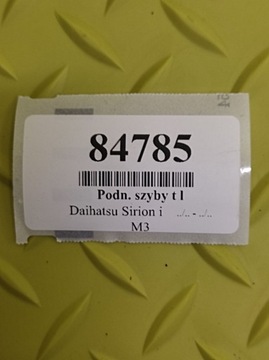 84785
Podn. szyby t l
Daihatsu Sirion i ../.. - ../..
M3